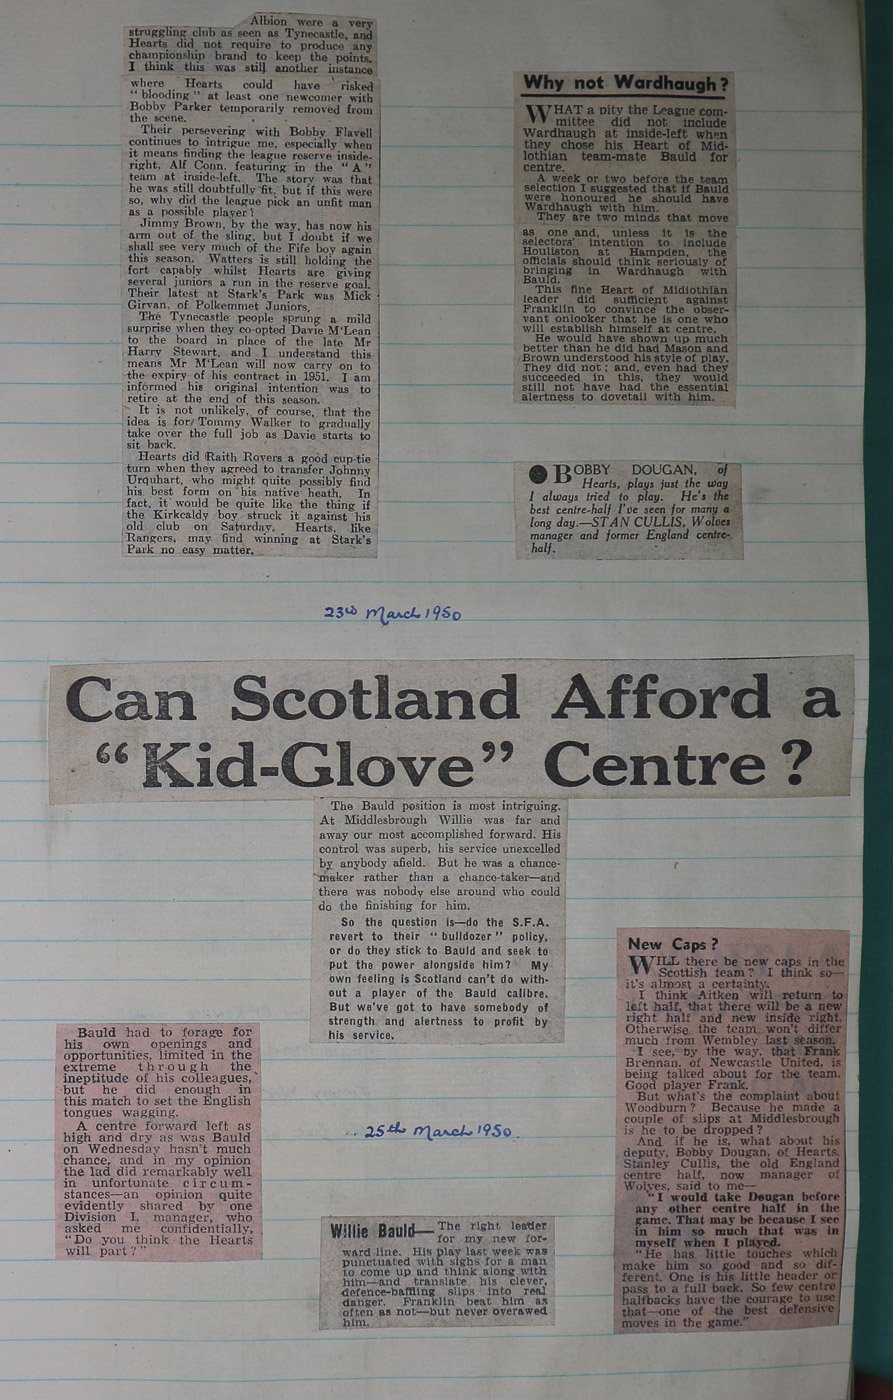 Albion were a very
struggling club as seen as Tynecastle, and
Hearts did not require to produce any
championship brand to keep the points.
I think this was still another instance
where Hearts could have risked
"blooding" at least one newcomer with
Bobby Parker temporarily removed from
the scene.
Their persevering with Bobby Flavell
continues to intrigue me, especially when
it means finding the league reserve inside-
right, Alf Conn, featuring in the "A"
team at inside-left. The story was that
he was still doubtfully fit, but if this were
so, why did the league pick an unfit man
as a possible player?
Jimmy Brown, by the way, has now his
arm out of the sling, but I doubt if we
shall see very much of the Fife boy again
this season. Watters is still holding the
fort capably whilst Hearts are giving
several juniors a run in the reserve goal.
Their latest at Stark's Park was Mick
Girvan, of Polkemmet Juniors.
The Tynecastle people sprung a mild
surprise when they co-opted Davie M'Lean
to the board in place of the late Mr
Harry Stewart, and I understand this
means Mr M'Lean will now carry on to
the expiry of his contract in 1951. I am
informed his original intention was to
retire at the end of this season.
It is not unlikely, of course, that the
idea is for Tommy Walker to gradually
take over the full job as Davie starts to
sit back.
Hearts did Raith Rovers a good cup-tie
turn when they agreed to transfer Johnny
Urquhart, who might quite possibly find
his best form on his native heath. In
fact, it would be quite like the thing if
the Kirkcaldy boy struck it against his
old club on Saturday. Hearts, like
Rangers, may find winning at Stark's
Park no easy matter.
Why not Wardhaugh?
WHAT a pity the League com-
mittee did not include
Wardhaugh at inside-left when
they chose his Heart of Mid-
lothian team-mate Bauld for
centre.
A week or two before the team
selection I suggested that if Bauld
were honoured he should have
Wardhaugh with him.
They are two minds that move
as one and, unless it is the
selectors' intention to include
Houliston at Hampden, the
officials should think seriously of
bringing in Wardhaugh with
Bauld.
This fine Heart of Midlothian
leader did sufficient against
Franklin to convince the obser-
vant onlooker that he is one who
will establish himself at centre.
He would have shown up much
better than he did had Mason and
Brown understood his style of play.
They did not; and, even had they
succeeded in this, they would
still not have had the essential
alertness to dovetail with him.
● BOBBY DOUGAN, of
Hearts, plays just the way
I always tried to play. He's the
best centre-half I've seen for many a
long day.—STAN CULLIS, Wolves
manager and former England centre-
half.
23rd March 1950
Can Scotland Afford a
"Kid-Glove" Centre?
The Bauld position is most intriguing.
At Middlesbrough Willie was far and
away our most accomplished forward. His
control was superb, his service unexcelled
by anybody afield. But he was a chance-
maker rather than a chance-taker—and
there was nobody else around who could
do the finishing for him.
So the question is—do the S.F.A.
revert to their "bulldozer" policy,
or do they stick to Bauld and seek to
put the power alongside him? My
own feeling is Scotland can't do with-
out a player of the Bauld calibre.
But we've got to have somebody of
strength and alertness to profit by
his service.
Bauld had to forage for
his own openings and
opportunities, limited in the
extreme through the
ineptitude of his colleagues,
but he did enough in
this match to set the English
tongues wagging.
A centre forward left as
high and dry as was Bauld
on Wednesday hasn't much
chance, and in my opinion
the lad did remarkably well
in unfortunate circum-
stances—an opinion quite
evidently shared by one
Division I. manager, who
asked me confidentially,
"Do you think the Hearts
will part?"
25th March 1950
Willie Bauld—The right leader
for my new for-
ward line. His play last week was
punctuated with sighs for a man
to come up and think along with
him—and translate his clever,
defence-baffling slips into real
danger. Franklin beat him as
often as not—but never overawed
him.
New Caps?
WILL there be new caps in the
Scottish team? I think so—
it's almost a certainty.
I think Aitken will return to
left half, that there will be a new
right half and new inside right.
Otherwise the team won't differ
much from Wembley last season.
I see, by the way, that Frank
Brennan, of Newcastle United, is
being talked about for the team.
Good player Frank.
But what's the complaint about
Woodburn? Because he made a
couple of slips at Middlesbrough
is he to be dropped?
And if he is, what about his
deputy, Bobby Dougan, of Hearts.
Stanley Cullis, the old England
centre half, now manager of
Wolves, said to me—
"I would take Dougan before
any other centre half in the
game. That may be because I see
in him so much that was in
myself when I played.
"He has little touches which
make him so good and so dif-
ferent. One is his little header or
pass to a full back. So few centre
halfbacks have the courage to use
that—one of the best defensive
moves in the game."